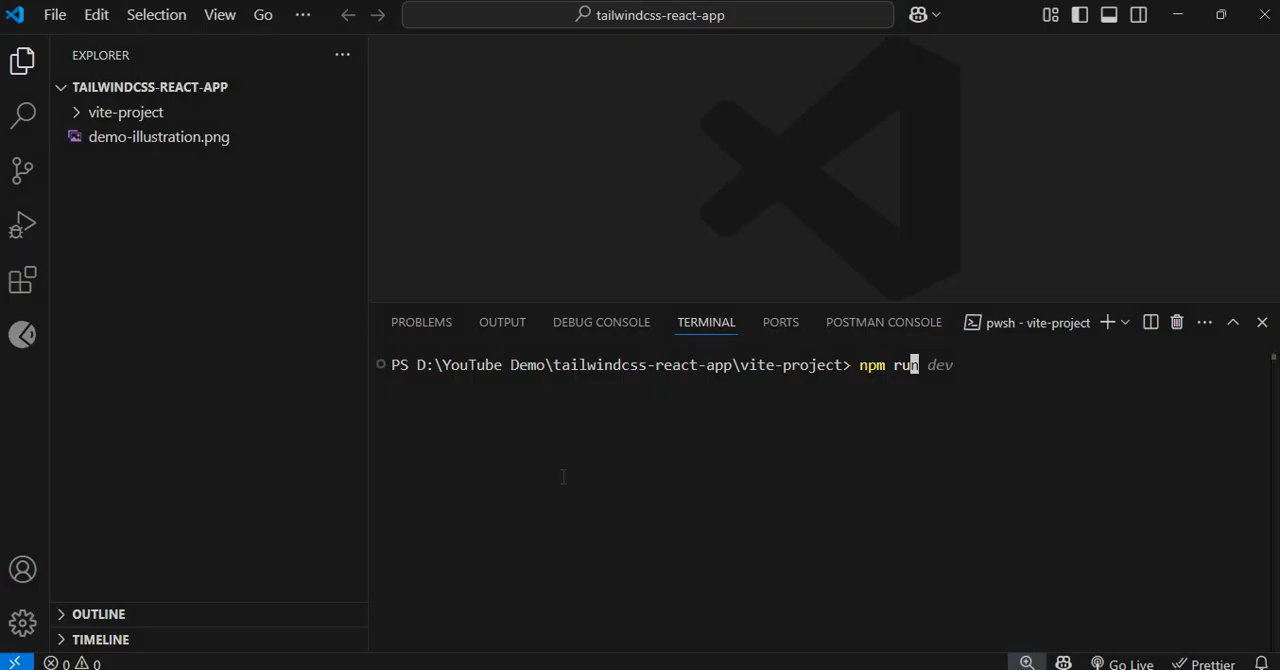 File Edit Selection View Go ··· tailwindcss-react-app
EXPLORER ···
TAILWINDCSS-REACT-APP
vite-project
demo-illustration.png
PROBLEMS OUTPUT DEBUG CONSOLE TERMINAL PORTS POSTMAN CONSOLE pwsh - vite-project ···
PS D:\YouTube Demo\tailwindcss-react-app\vite-project> npm run dev
OUTLINE
TIMELINE
0 0 Go Live Prettier